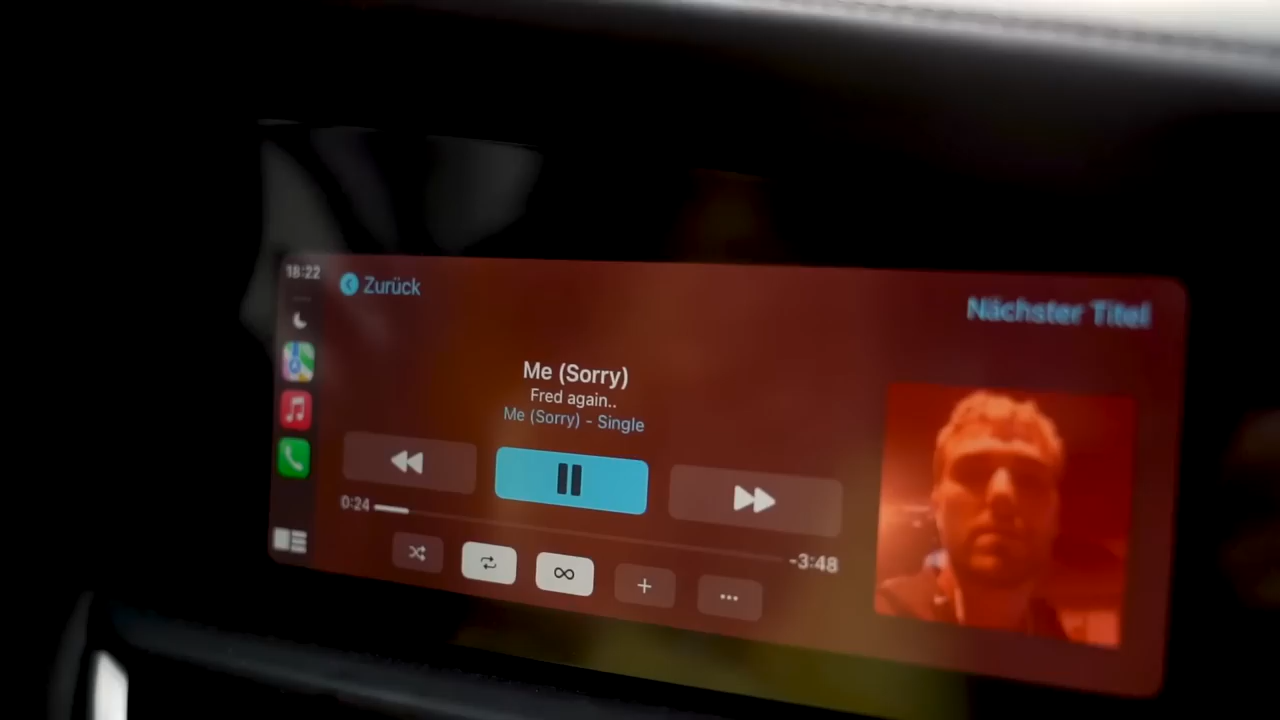 18:22
Zurück
Nächster Titel
Me (Sorry)
Fred again..
Me (Sorry) - Single
0:24
-3:48